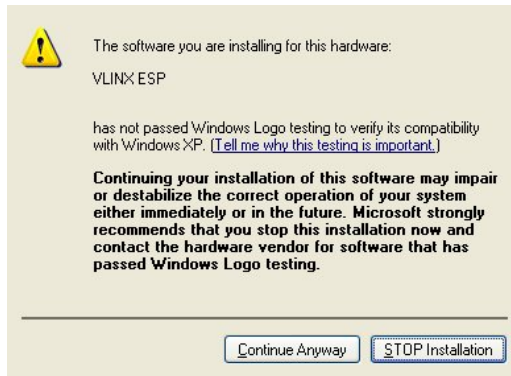 The software you are installing for this hardware:
VLINX ESP
has not passed Windows Logo testing to verify its compatibility
with Windows XP. (Tell me why this testing is important.)
Continuing your installation of this software may impair
or destabilize the correct operation of your system
either immediately or in the future. Microsoft strongly
recommends that you stop this installation now and
contact the hardware vendor for software that has
passed Windows Logo testing.
Continue Anyway
STOP Installation